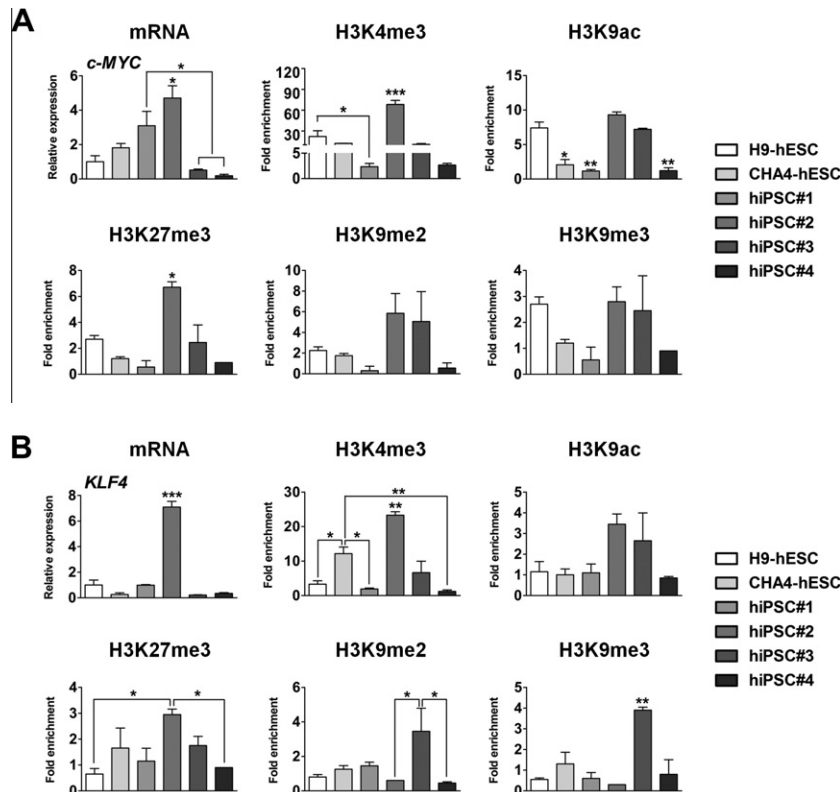 A
mRNA
H3K4me3
H3K9ac
c-MYC
Relative expression
6
4
2
0
*
*
Fold enrichment
120
90
60
30
5
0
*
***
Fold enrichment
15
10
5
0
*
**
**
H9-hESC
CHA4-hESC
hiPSC#1
hiPSC#2
hiPSC#3
hiPSC#4
H3K27me3
H3K9me2
H3K9me3
Fold enrichment
8
6
4
2
0
*
Fold enrichment
10
8
6
4
2
0
Fold enrichment
4
3
2
1
0
B
mRNA
H3K4me3
H3K9ac
KLF4
Relative expression
8
6
4
2
0
***
Fold enrichment
30
20
10
0
*
*
**
**
Fold enrichment
5
4
3
2
1
0
H9-hESC
CHA4-hESC
hiPSC#1
hiPSC#2
hiPSC#3
hiPSC#4
H3K27me3
H3K9me2
H3K9me3
Fold enrichment
4
3
2
1
*
*
Fold enrichment
6
4
2
*
*
Fold enrichment
5
4
3
2
1
**